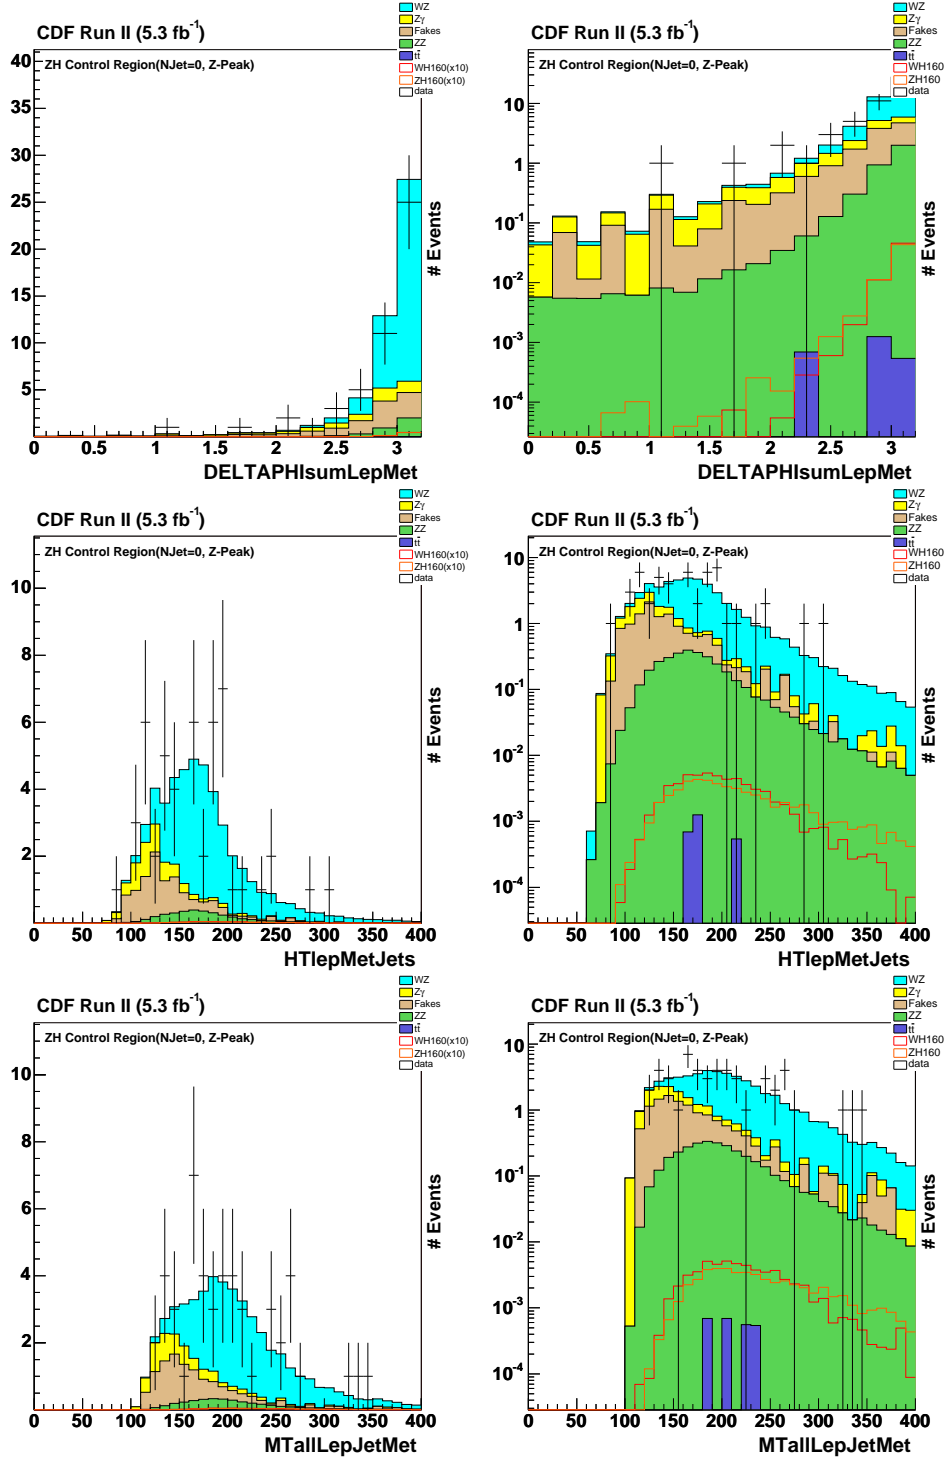 CDF Run II (5.3 fb-1)
ZH Control Region(NJet=0, Z-Peak)
WZ
Zγ
Fakes
ZZ
tt̄
WH160(x10)
ZH160(x10)
data
40
35
30
25
20
15
10
5
# Events
0 0.5 1 1.5 2 2.5 3
DELTAPHIsumLepMet
CDF Run II (5.3 fb-1)
ZH Control Region(NJet=0, Z-Peak)
WZ
Zγ
Fakes
ZZ
tt̄
WH160
ZH160
data
10
1
10-1
10-2
10-3
10-4
# Events
0 0.5 1 1.5 2 2.5 3
DELTAPHIsumLepMet
CDF Run II (5.3 fb-1)
ZH Control Region(NJet=0, Z-Peak)
WZ
Zγ
Fakes
ZZ
tt̄
WH160(x10)
ZH160(x10)
data
10
8
6
4
2
# Events
0 50 100 150 200 250 300 350 400
HTlepMetJets
CDF Run II (5.3 fb-1)
ZH Control Region(NJet=0, Z-Peak)
WZ
Zγ
Fakes
ZZ
tt̄
WH160
ZH160
data
10
1
10-1
10-2
10-3
10-4
# Events
0 50 100 150 200 250 300 350 400
HTlepMetJets
CDF Run II (5.3 fb-1)
ZH Control Region(NJet=0, Z-Peak)
WZ
Zγ
Fakes
ZZ
tt̄
WH160(x10)
ZH160(x10)
data
10
8
6
4
2
# Events
0 50 100 150 200 250 300 350 400
MTallLepJetMet
CDF Run II (5.3 fb-1)
ZH Control Region(NJet=0, Z-Peak)
WZ
Zγ
Fakes
ZZ
tt̄
WH160
ZH160
data
10
1
10-1
10-2
10-3
10-4
# Events
0 50 100 150 200 250 300 350 400
MTallLepJetMet